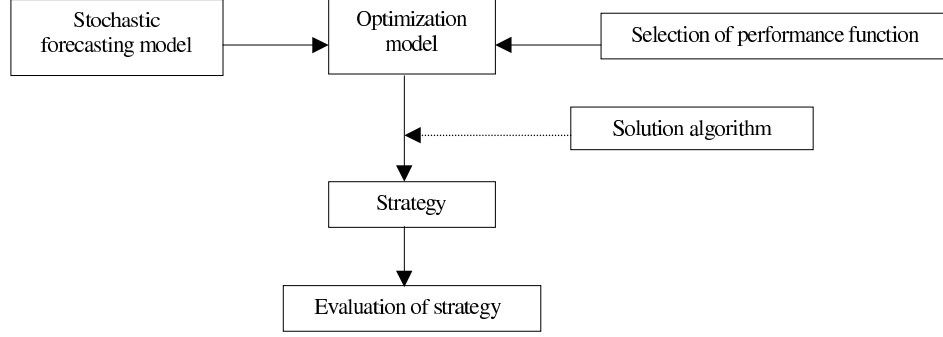 Stochastic
forecasting model
Optimization
model
Selection of performance function
Solution algorithm
Strategy
Evaluation of strategy